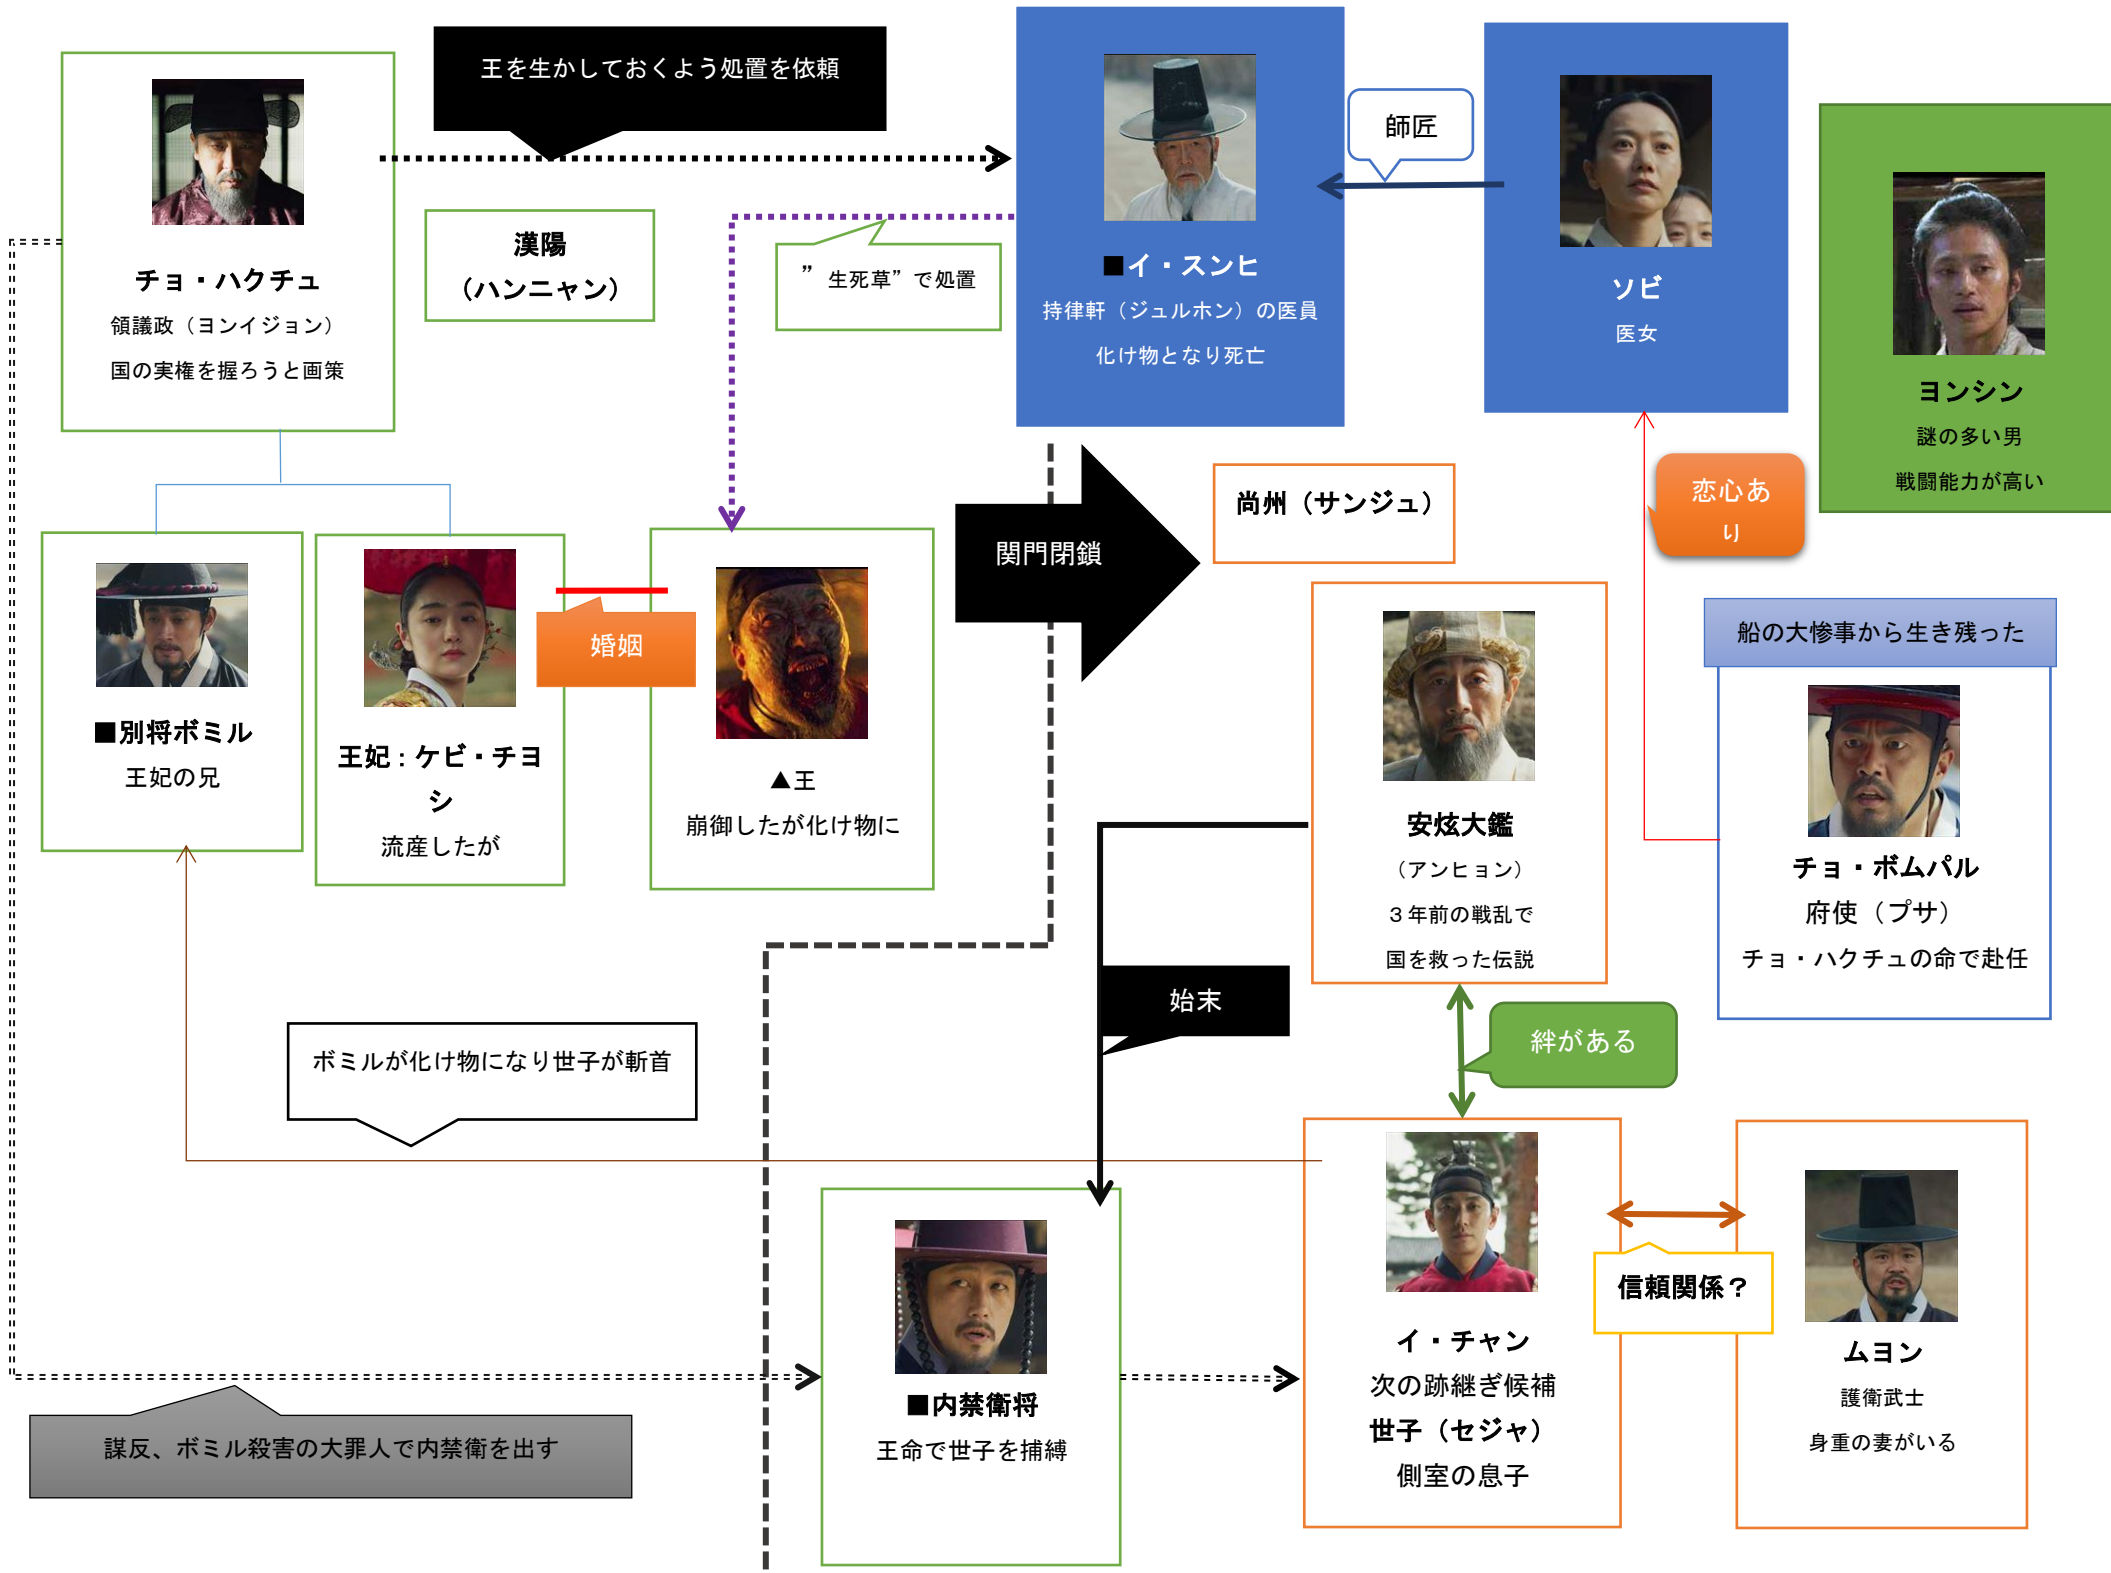 王を生かしておくよう処置を依頼
チョ・ハクチュ
領議政（ヨンイジョン）
国の実権を握ろうと画策
漢陽
（ハンニャン）
”生死草”で処置
■イ・スンヒ
持律軒（ジュルホン）の医員
化け物となり死亡
師匠
ソビ
医女
ヨンシン
謎の多い男
戦闘能力が高い
恋心あ
り
関門閉鎖
尚州（サンジュ）
■別将ボミル
王妃の兄
王妃：ケビ・チヨ
シ
流産したが
婚姻
▲王
崩御したが化け物に
安炫大鑑
（アンヒョン）
３年前の戦乱で
国を救った伝説
船の大惨事から生き残った
チョ・ボムパル
府使（プサ）
チョ・ハクチュの命で赴任
始末
絆がある
ボミルが化け物になり世子が斬首
謀反、ボミル殺害の大罪人で内禁衛を出す
■内禁衛将
王命で世子を捕縛
イ・チャン
次の跡継ぎ候補
世子（セジャ）
側室の息子
信頼関係？
ムヨン
護衛武士
身重の妻がいる